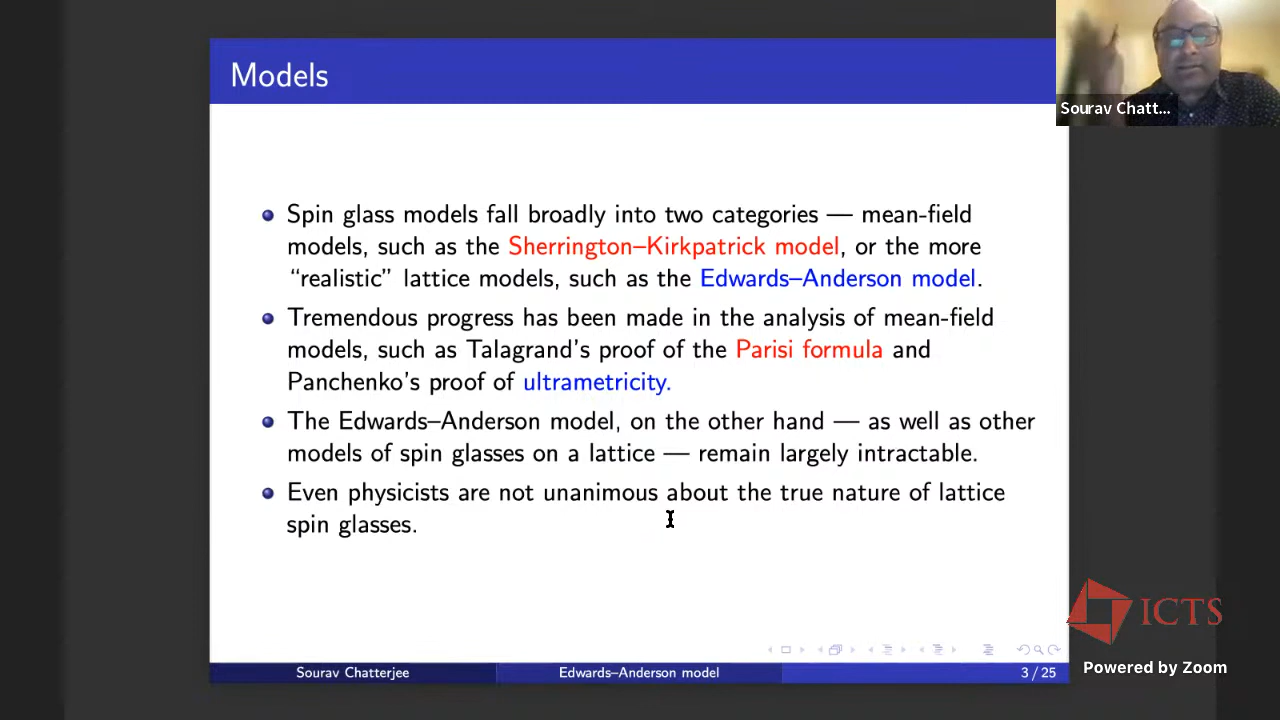 Models
Sourav Chatt...
Spin glass models fall broadly into two categories — mean-field
models, such as the Sherrington–Kirkpatrick model, or the more
“realistic” lattice models, such as the Edwards–Anderson model.
Tremendous progress has been made in the analysis of mean-field
models, such as Talagrand’s proof of the Parisi formula and
Panchenko’s proof of ultrametricity.
The Edwards–Anderson model, on the other hand — as well as other
models of spin glasses on a lattice — remain largely intractable.
Even physicists are not unanimous about the true nature of lattice
spin glasses.
ICTS
Powered by Zoom
Sourav Chatterjee
Edwards–Anderson model
3 / 25